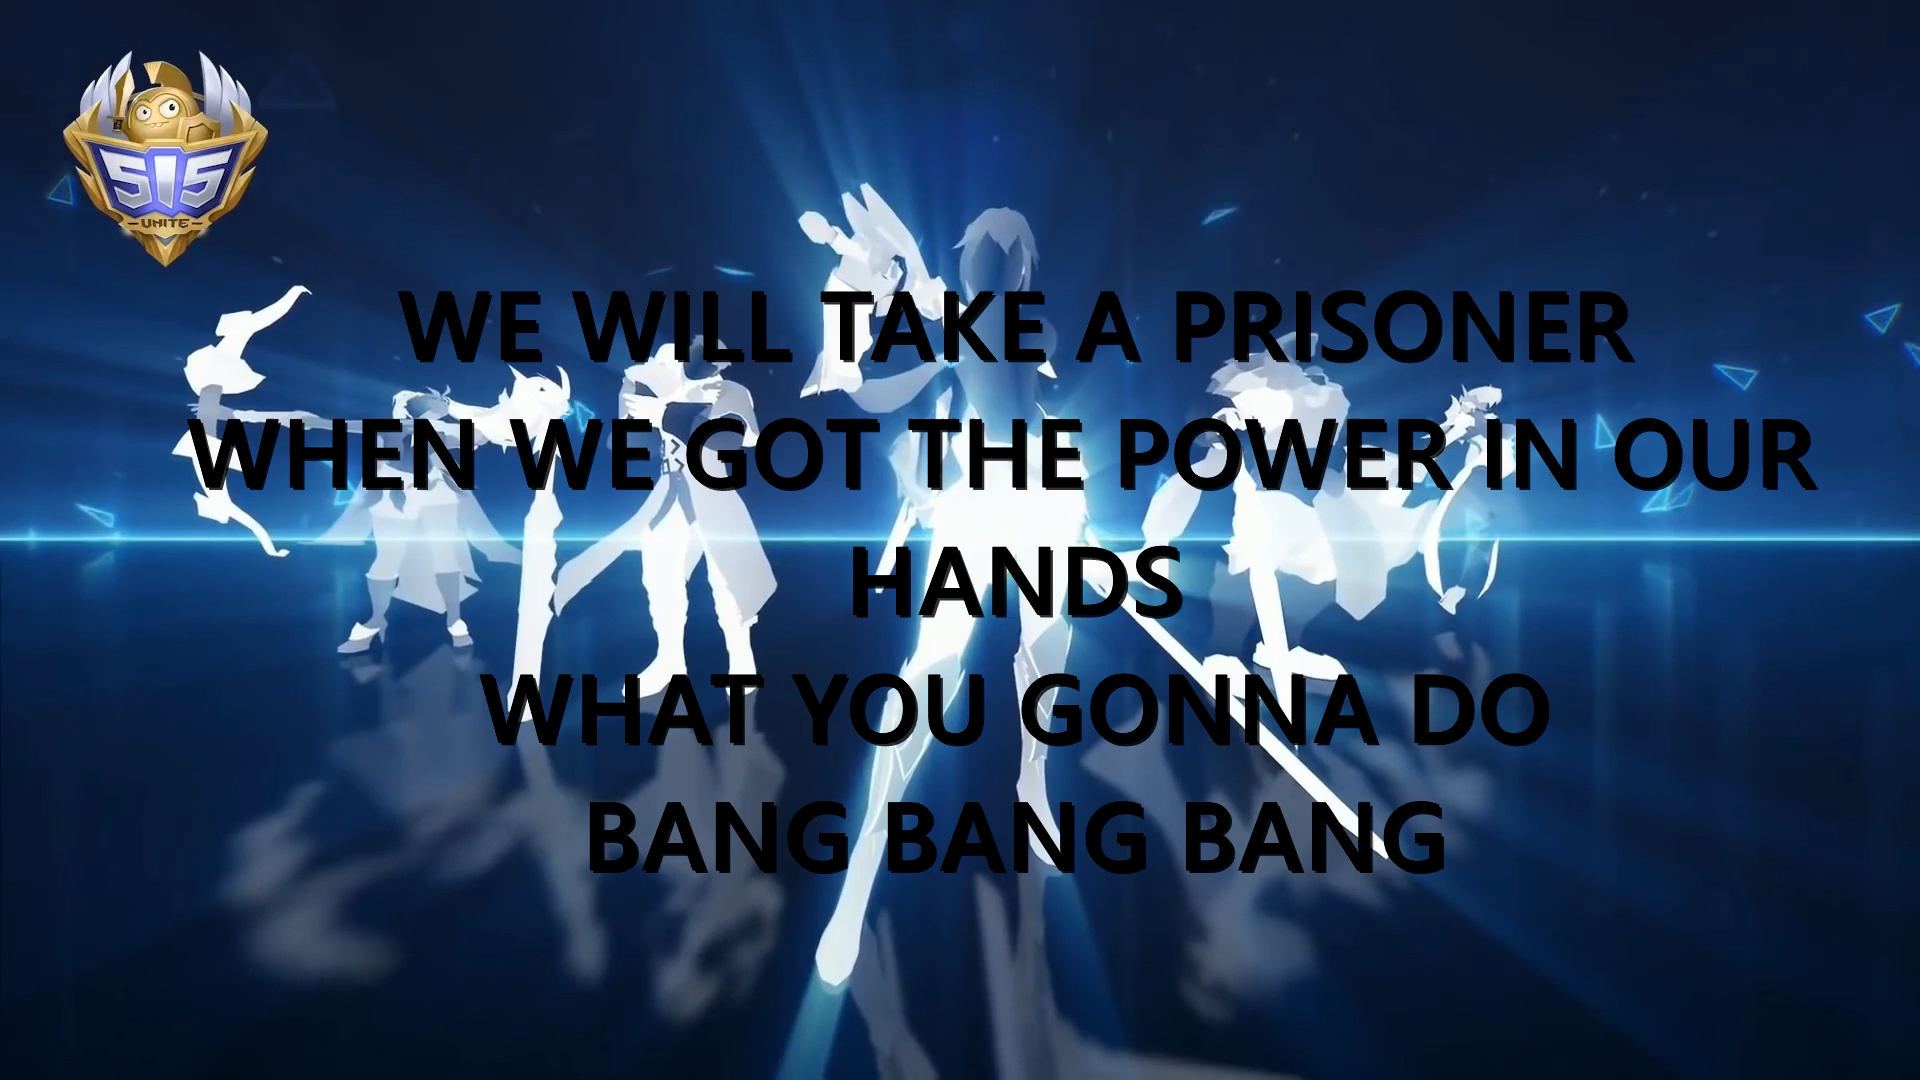 515
UNITE
WE WILL TAKE A PRISONER
WHEN WE GOT THE POWER IN OUR
HANDS
WHAT YOU GONNA DO
BANG BANG BANG